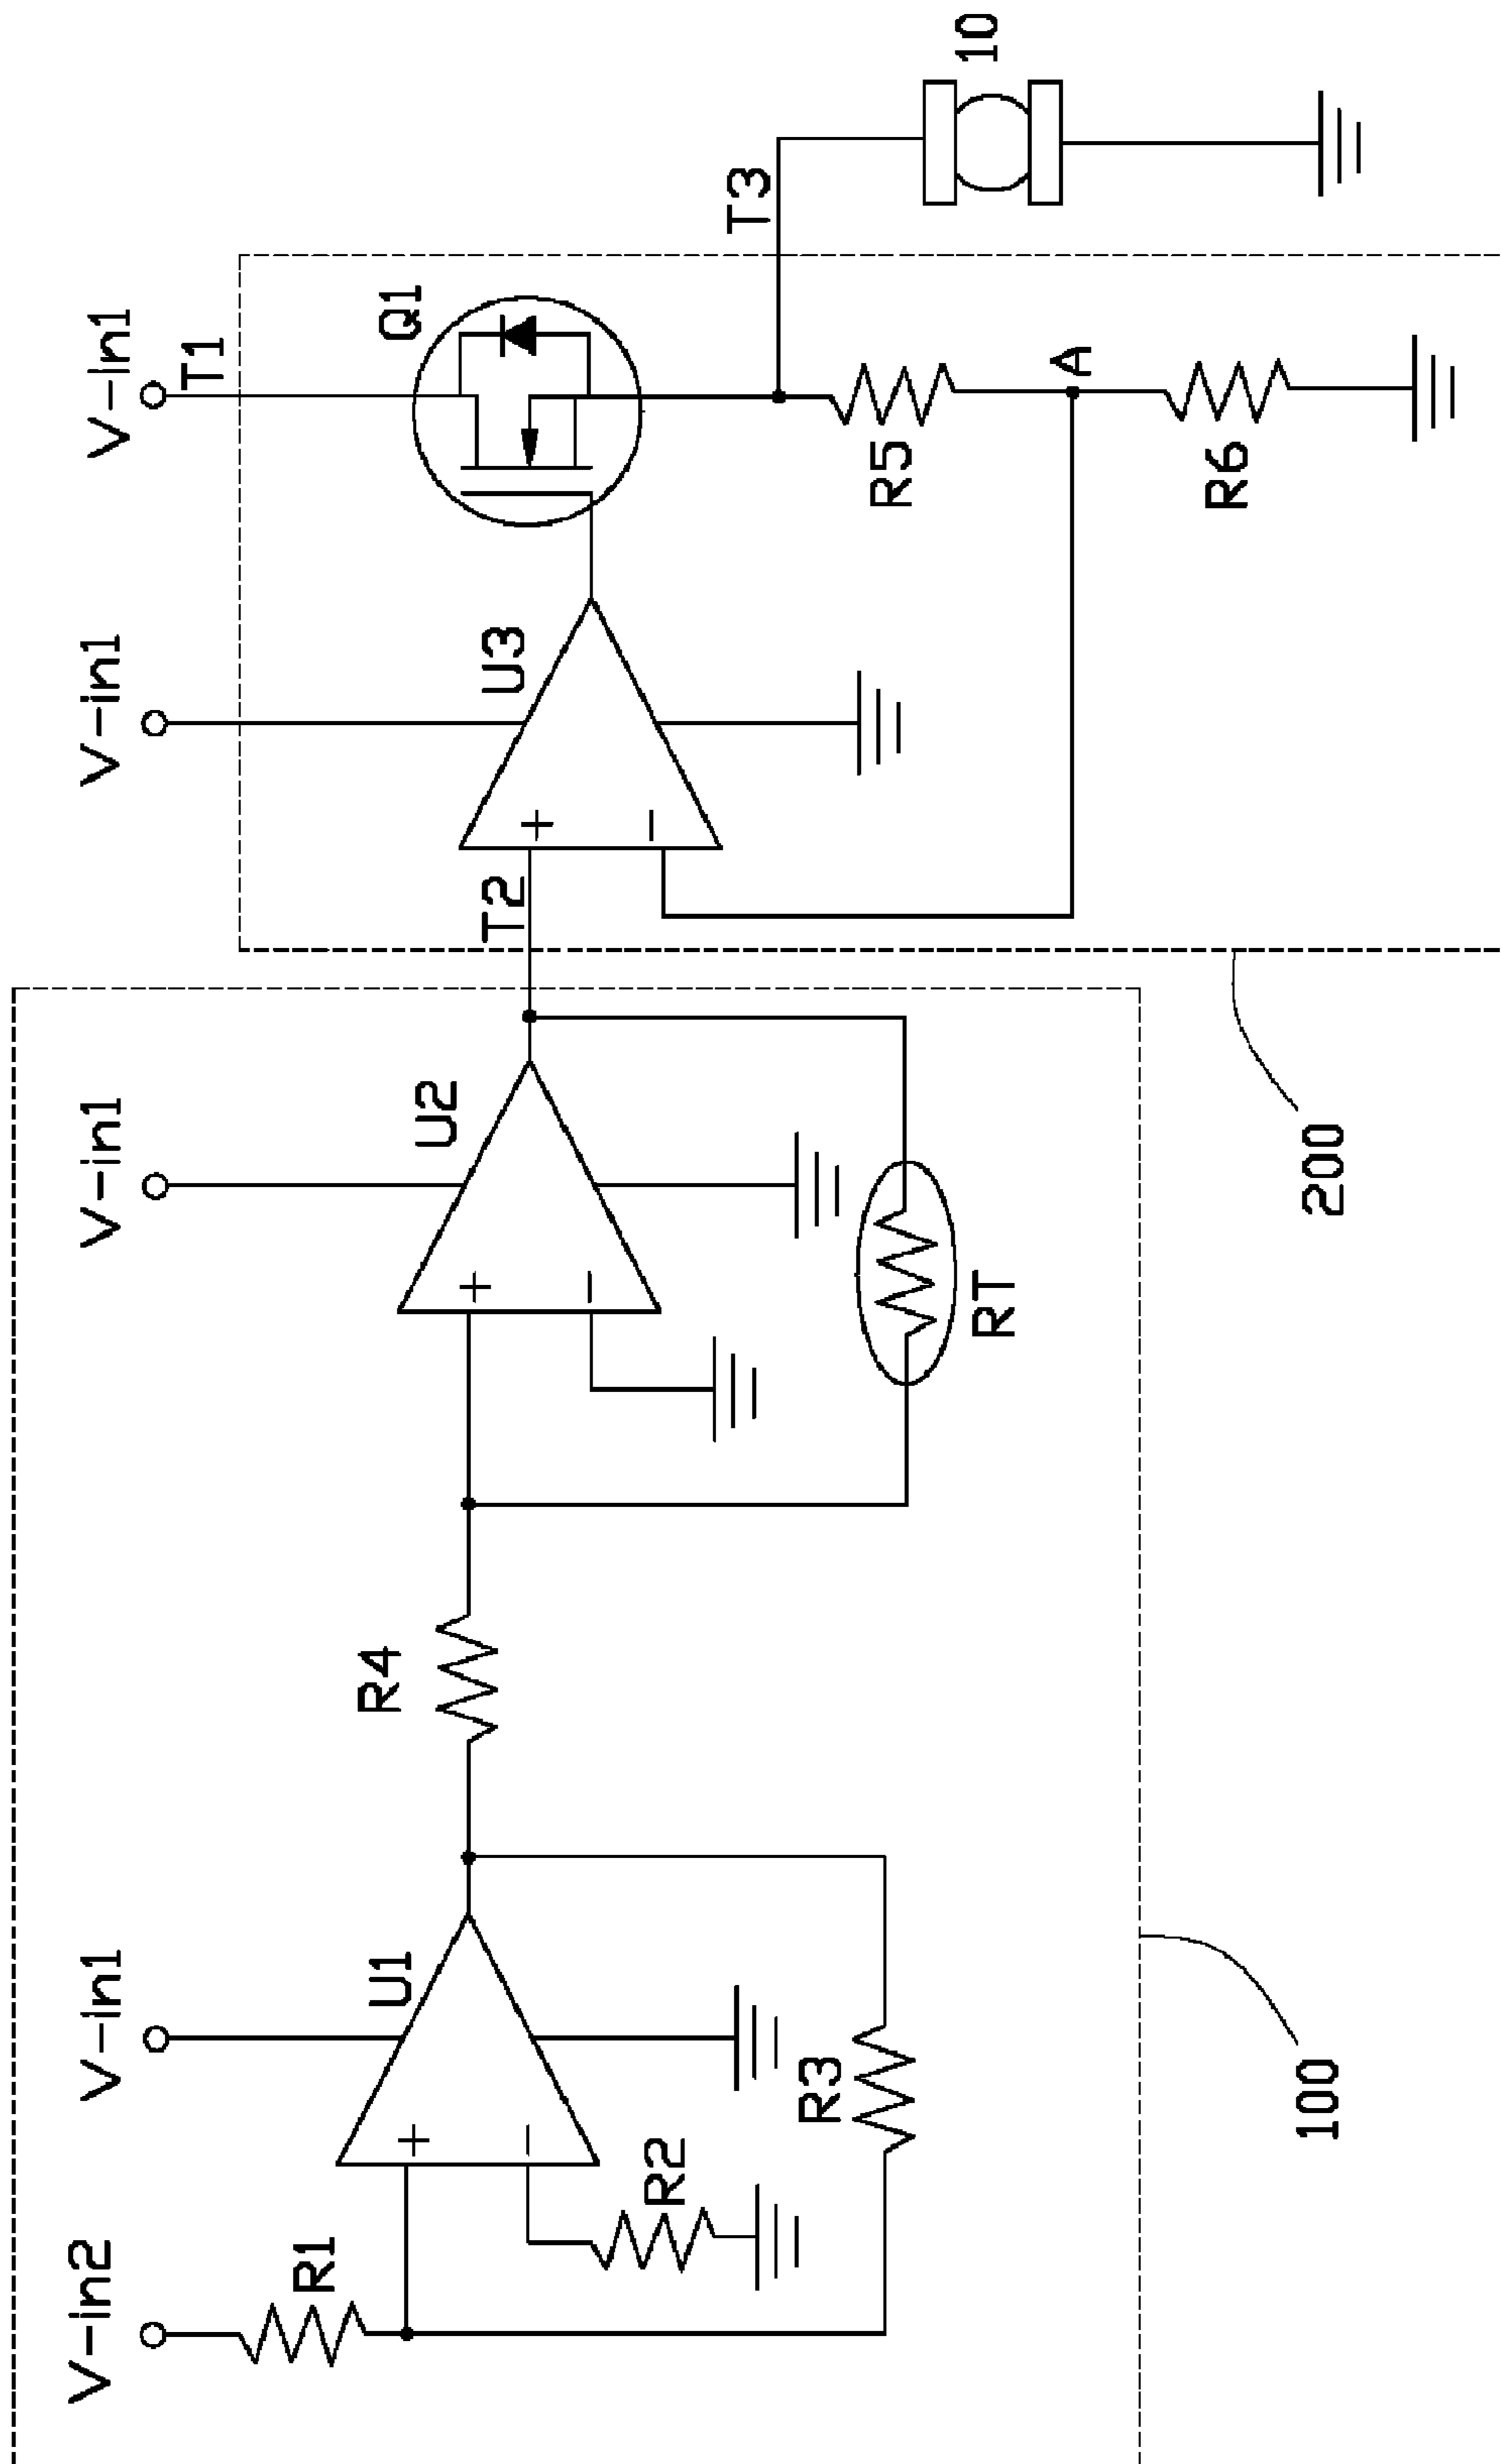 V-in2
R1
R2
R3
V-in1
U1
+
−
R4
V-in1
U2
+
−
RT
100
T2
V-in1
U3
+
−
200
V-in1
T1
Q1
R5
A
R6
T3
10